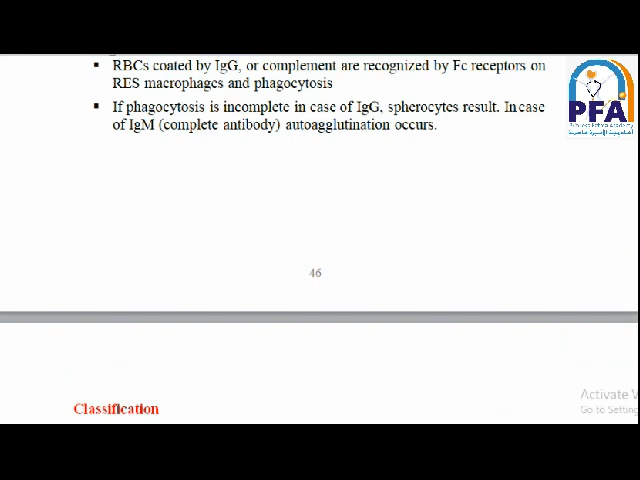 ▪ RBCs coated by IgG, or complement are recognized by Fc receptors on
RES macrophages and phagocytosis
▪ If phagocytosis is incomplete in case of IgG, spherocytes result. In case
of IgM (complete antibody) autoagglutination occurs.
PFA
46
Classification
Activate
Go to Setting